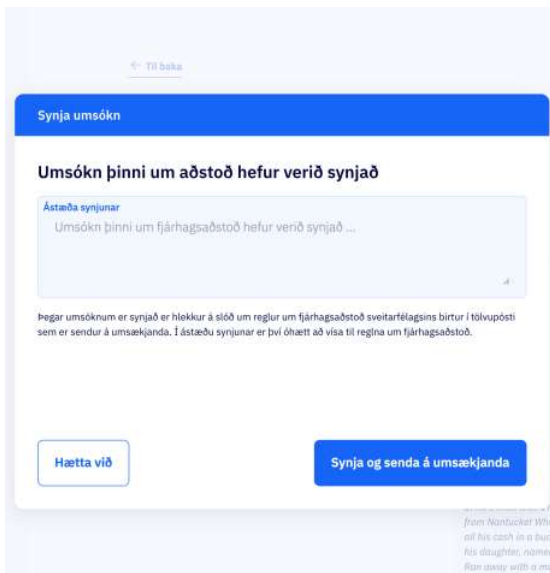 ← Til baka
Synja umsókn
Umsókn þinni um aðstoð hefur verið synjað
Ástæða synjunar
Umsókn þinni um fjárhagsaðstoð hefur verið synjað ...
Þegar umsóknum er synjað er hlekkur á slóð um reglur um fjárhagsaðstoð sveitarfélagsins birtur í tölvupósti
sem er sendur á umsækjanda. Í ástæðu synjunar er því óhætt að vísa til reglna um fjárhagsaðstoð.
Hætta við
Synja og senda á umsækjanda
from Nantucket
all his cash in a
his daughter,
Ran away with a